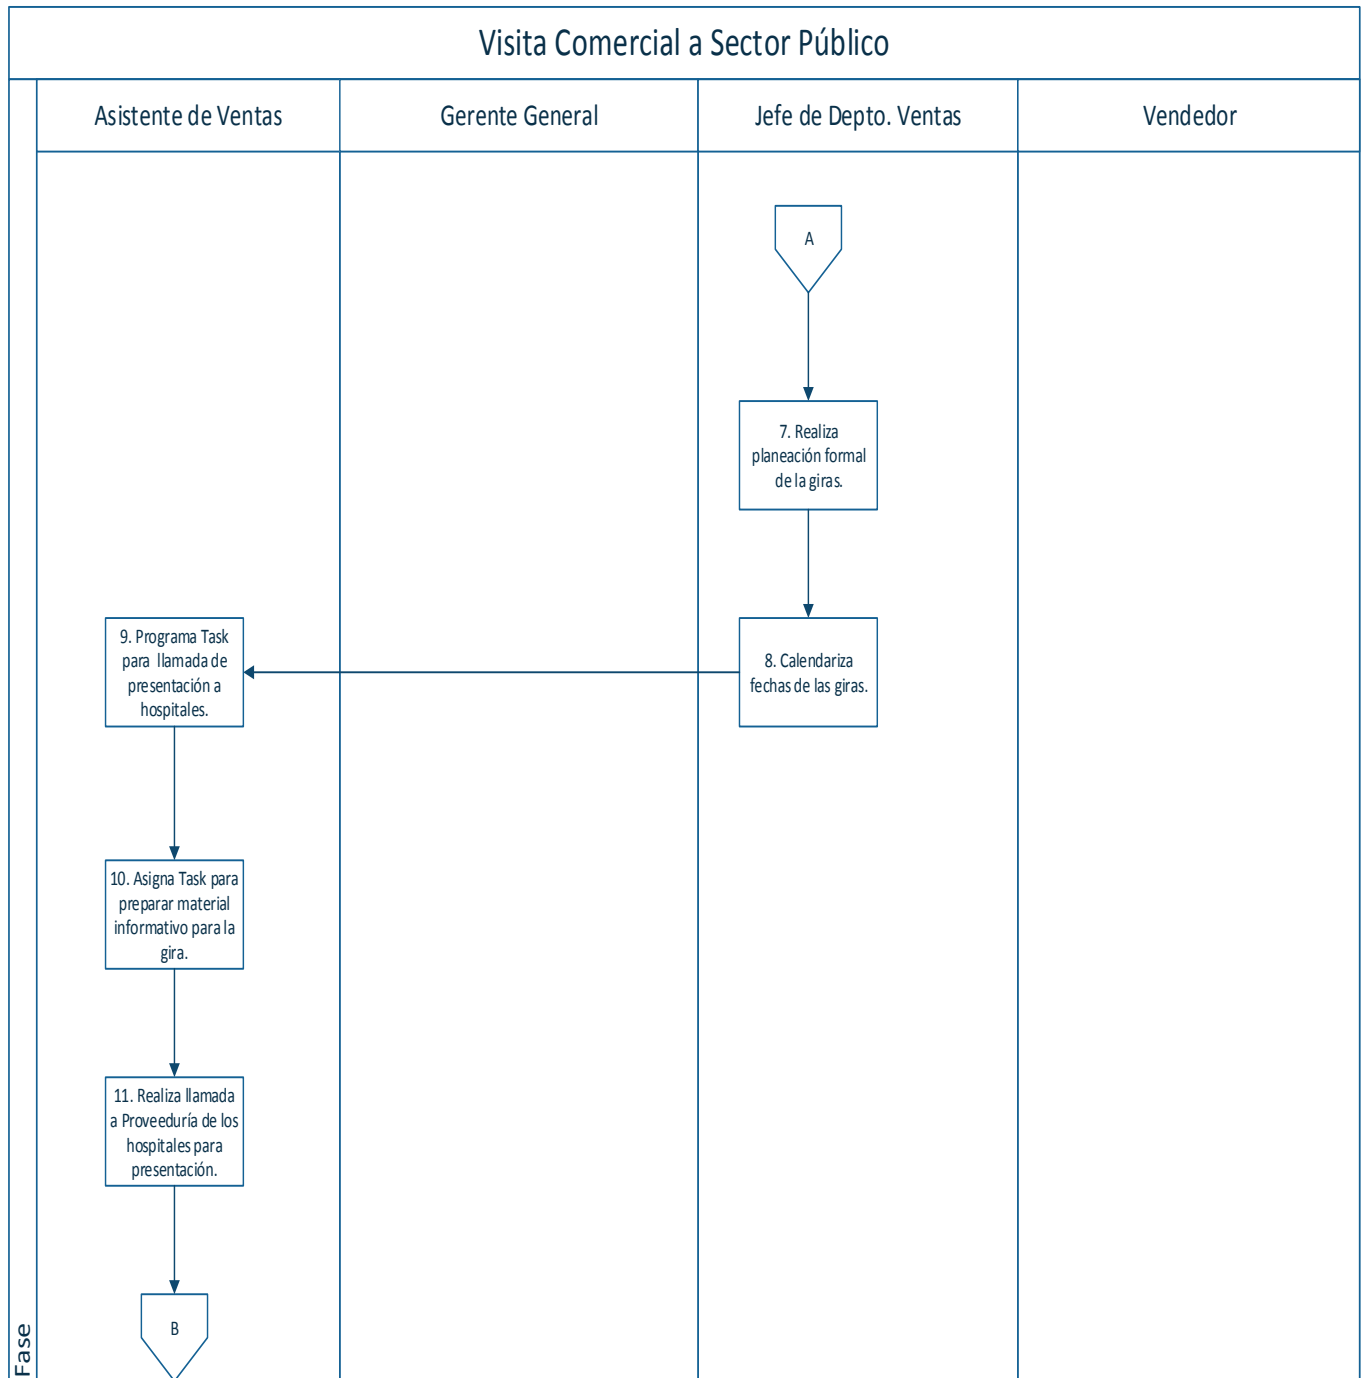 Visita Comercial a Sector Público
Asistente de Ventas
Gerente General
Jefe de Depto. Ventas
Vendedor
A
7. Realiza
planeación formal
de la giras.
8. Calendariza
fechas de las giras.
9. Programa Task
para llamada de
presentación a
hospitales.
10. Asigna Task para
preparar material
informativo para la
gira.
11. Realiza llamada
a Proveeduría de los
hospitales para
presentación.
B
Fase